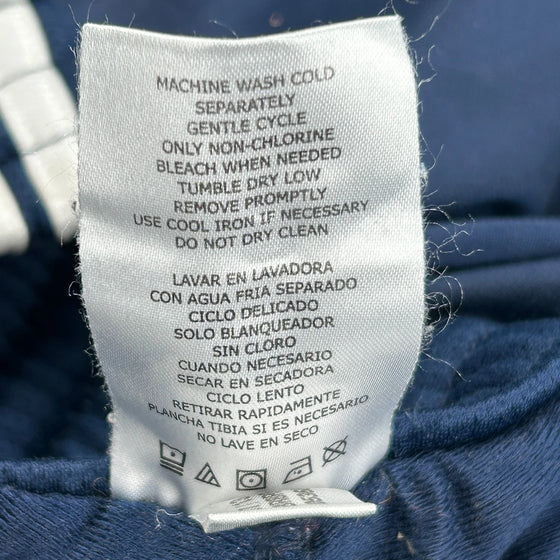 MACHINE WASH COLD
SEPARATELY
GENTLE CYCLE
ONLY NON-CHLORINE
BLEACH WHEN NEEDED
TUMBLE DRY LOW
REMOVE PROMPTLY
USE COOL IRON IF NECESSARY
DO NOT DRY CLEAN
LAVAR EN LAVADORA
CON AGUA FRIA SEPARADO
CICLO DELICADO
SOLO BLANQUEADOR
SIN CLORO
CUANDO NECESARIO
SECAR EN SECADORA
CICLO LENTO
RETIRAR RAPIDAMENTE
PLANCHA TIBIA SI ES NECESARIO
NO LAVE EN SECO